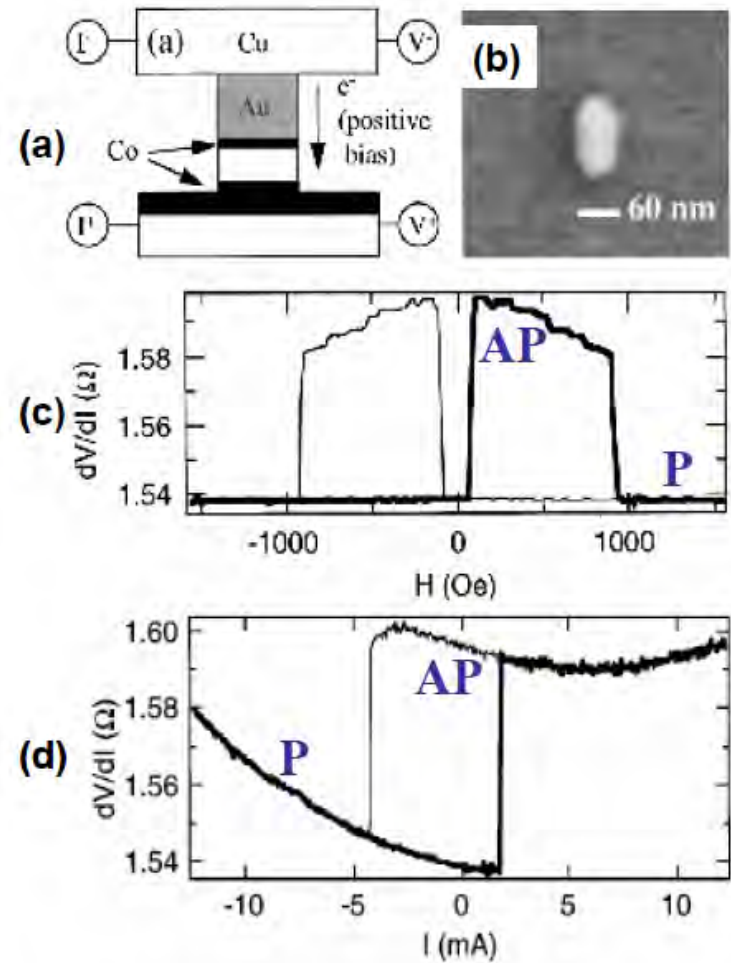 I-
(a)
Cu
V-
(b)
Au
e-
(positive
bias)
(a)
Co
I+
V+
60 nm
(c)
dV/dI (Ω)
1.58
1.56
1.54
AP
P
-1000
0
1000
H (Oe)
(d)
dV/dI (Ω)
1.60
1.58
1.56
1.54
AP
P
-10
-5
0
5
10
I (mA)